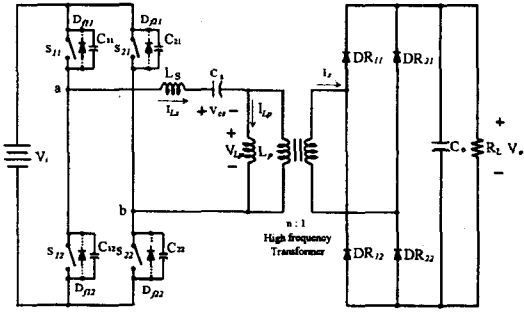 D_f11
D_f21
S_11
C_11
S_21
C_21
DR_11
DR_21
a
L_S
C_s
i_s
I_Ls
+ V_cs −
I_Lp
V_i
+
V_Lp
−
L_p
C_o
R_L
+
V_o
−
b
n : 1
High frequency
Transformer
S_12
C_12
S_22
C_22
DR_12
DR_22
D_f12
D_f22